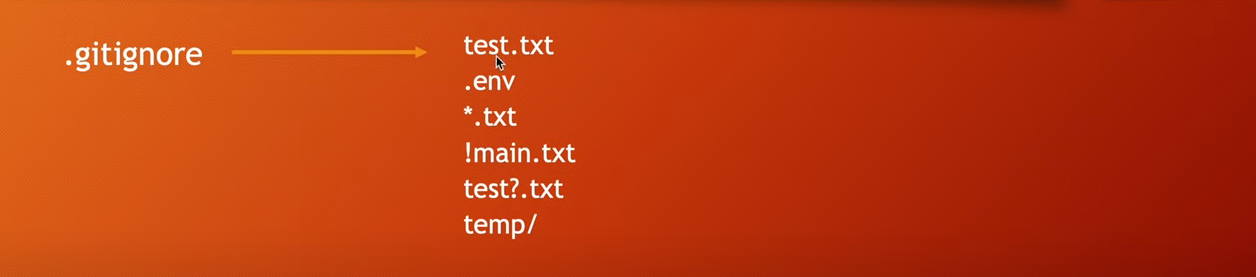 .gitignore
test.txt
.env
*.txt
!main.txt
test?.txt
temp/